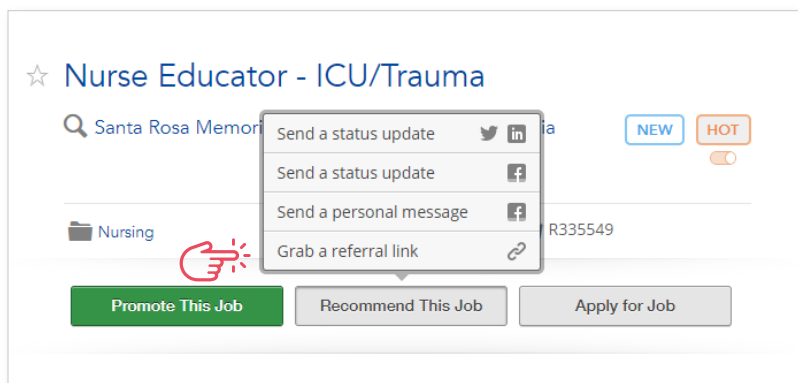 Nurse Educator - ICU/Trauma
Santa Rosa Memori
ia
NEW
HOT
Send a status update
Send a status update
Send a personal message
Grab a referral link
Nursing
R335549
Promote This Job
Recommend This Job
Apply for Job